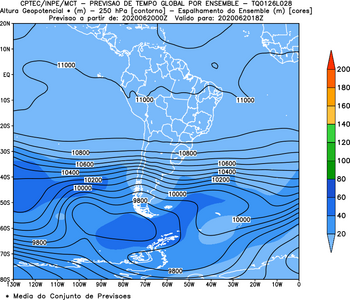 CPTEC/INPE/MCT - PREVISAO DE TEMPO GLOBAL POR ENSEMBLE - TQ0126L028
Altura Geopotencial * (m) - 250 hPa [contorno] - Espalhamento do Ensemble (m) [cores]
Previsao a partir de: 2020062000Z Valido para: 2020062018Z
20N
10N
EQ
10S
20S
30S
40S
50S
60S
70S
80S
11000
11000
11000
10800
10800
10600
10600
10400
10400
10200
10200
10000
10000
9800
10000
9800
9800
130W 120W 110W 100W 90W 80W 70W 60W 50W 40W 30W 20W 10W 0
200
180
160
140
120
100
80
60
40
20
* Media do Conjunto de Previsoes